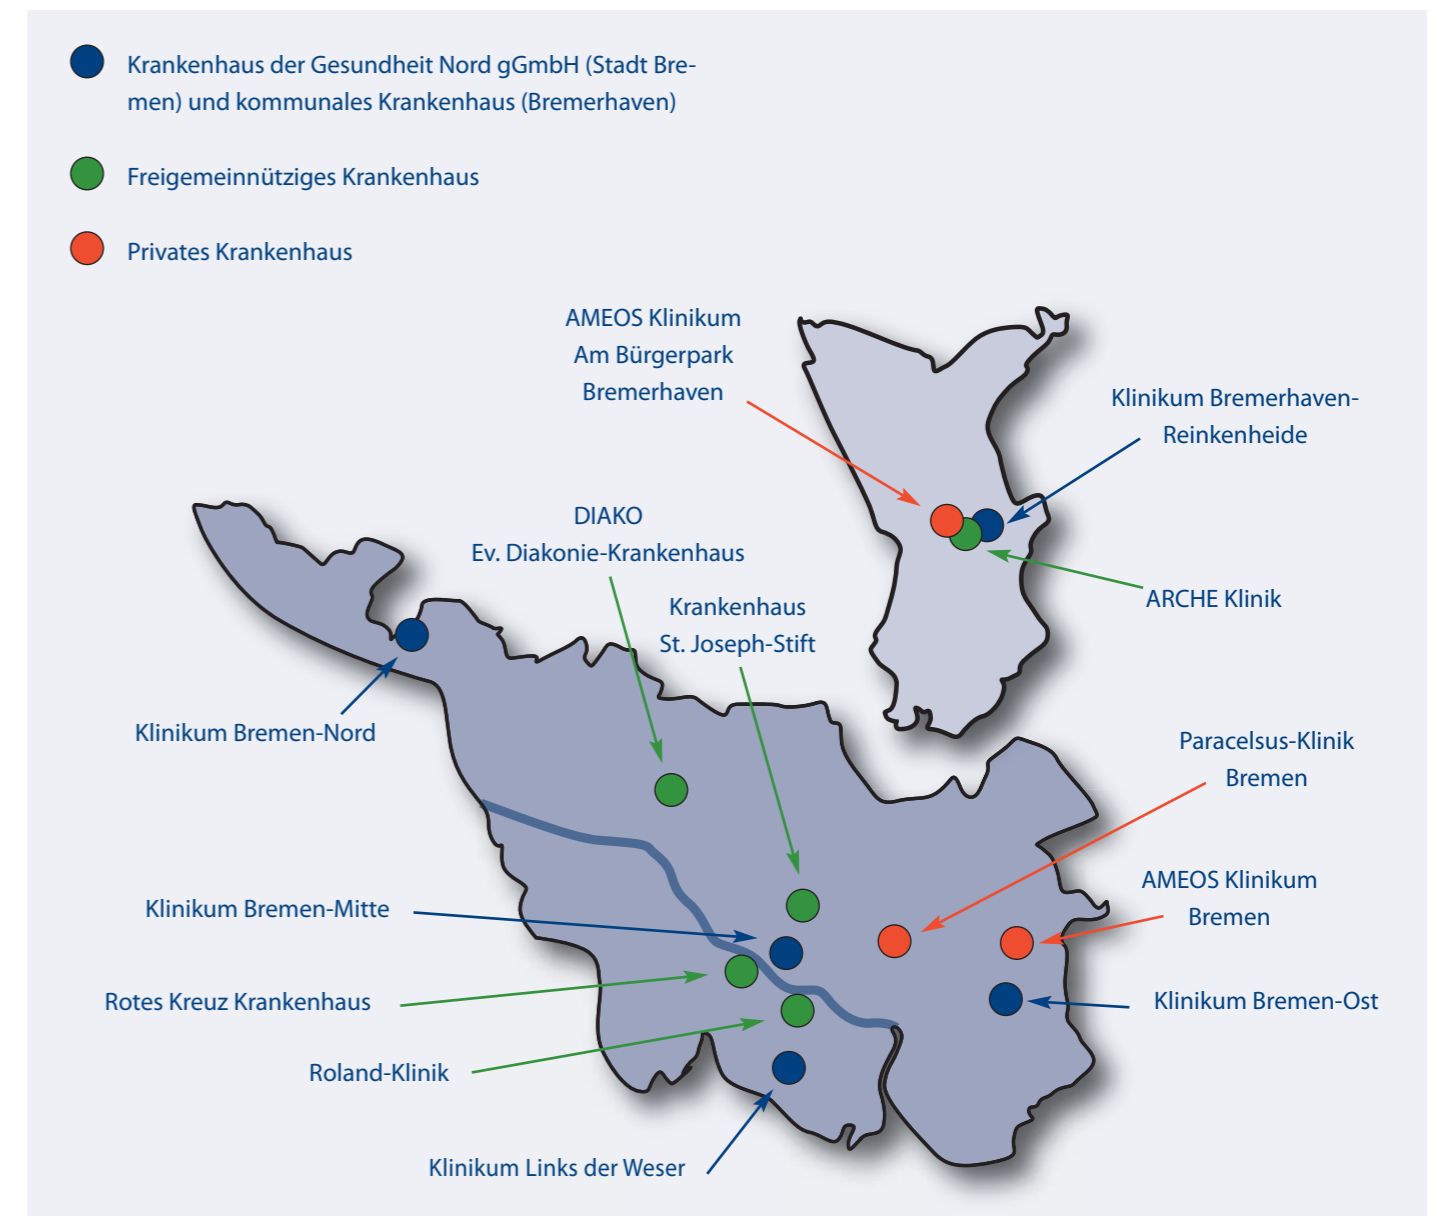 Krankenhaus der Gesundheit Nord gGmbH (Stadt Bre-
men) und kommunales Krankenhaus (Bremerhaven)
Freigemeinnütziges Krankenhaus
Privates Krankenhaus
AMEOS Klinikum
Am Bürgerpark
Bremerhaven
Klinikum Bremerhaven-
Reinkenheide
DIAKO
Ev. Diakonie-Krankenhaus
Krankenhaus
St. Joseph-Stift
ARCHE Klinik
Klinikum Bremen-Nord
Paracelsus-Klinik
Bremen
AMEOS Klinikum
Bremen
Klinikum Bremen-Mitte
Rotes Kreuz Krankenhaus
Klinikum Bremen-Ost
Roland-Klinik
Klinikum Links der Weser